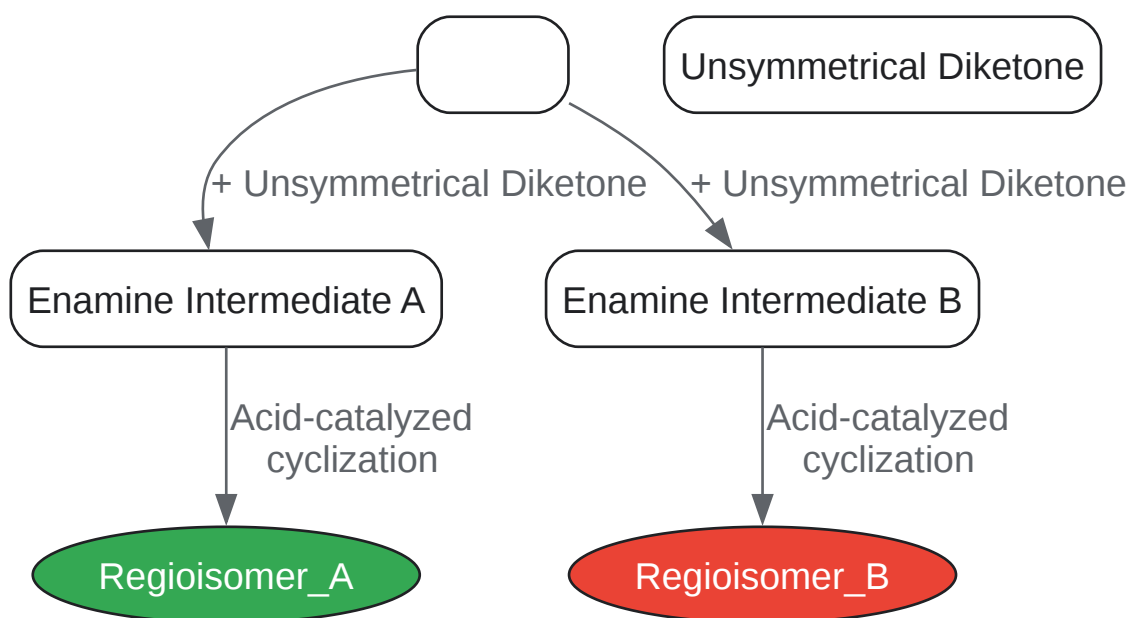 Unsymmetrical Diketone
+ Unsymmetrical Diketone
+ Unsymmetrical Diketone
Enamine Intermediate A
Enamine Intermediate B
Acid-catalyzed
cyclization
Acid-catalyzed
cyclization
Regioisomer_A
Regioisomer_B